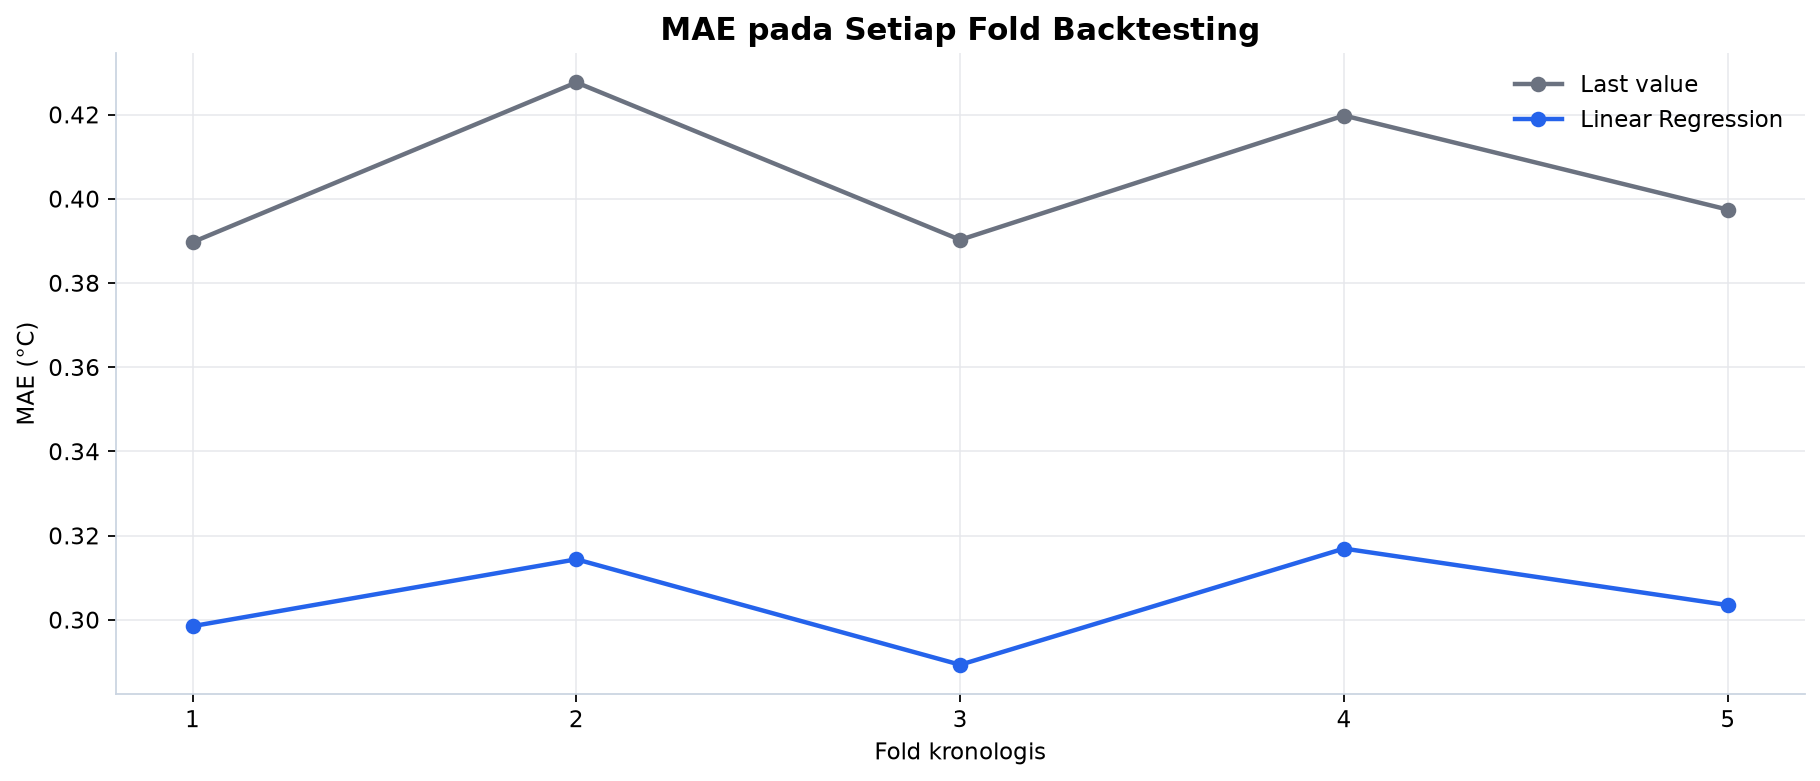 MAE pada Setiap Fold Backtesting
Last value
Linear Regression
MAE (°C)
0.42
0.40
0.38
0.36
0.34
0.32
0.30
1 2 3 4 5
Fold kronologis